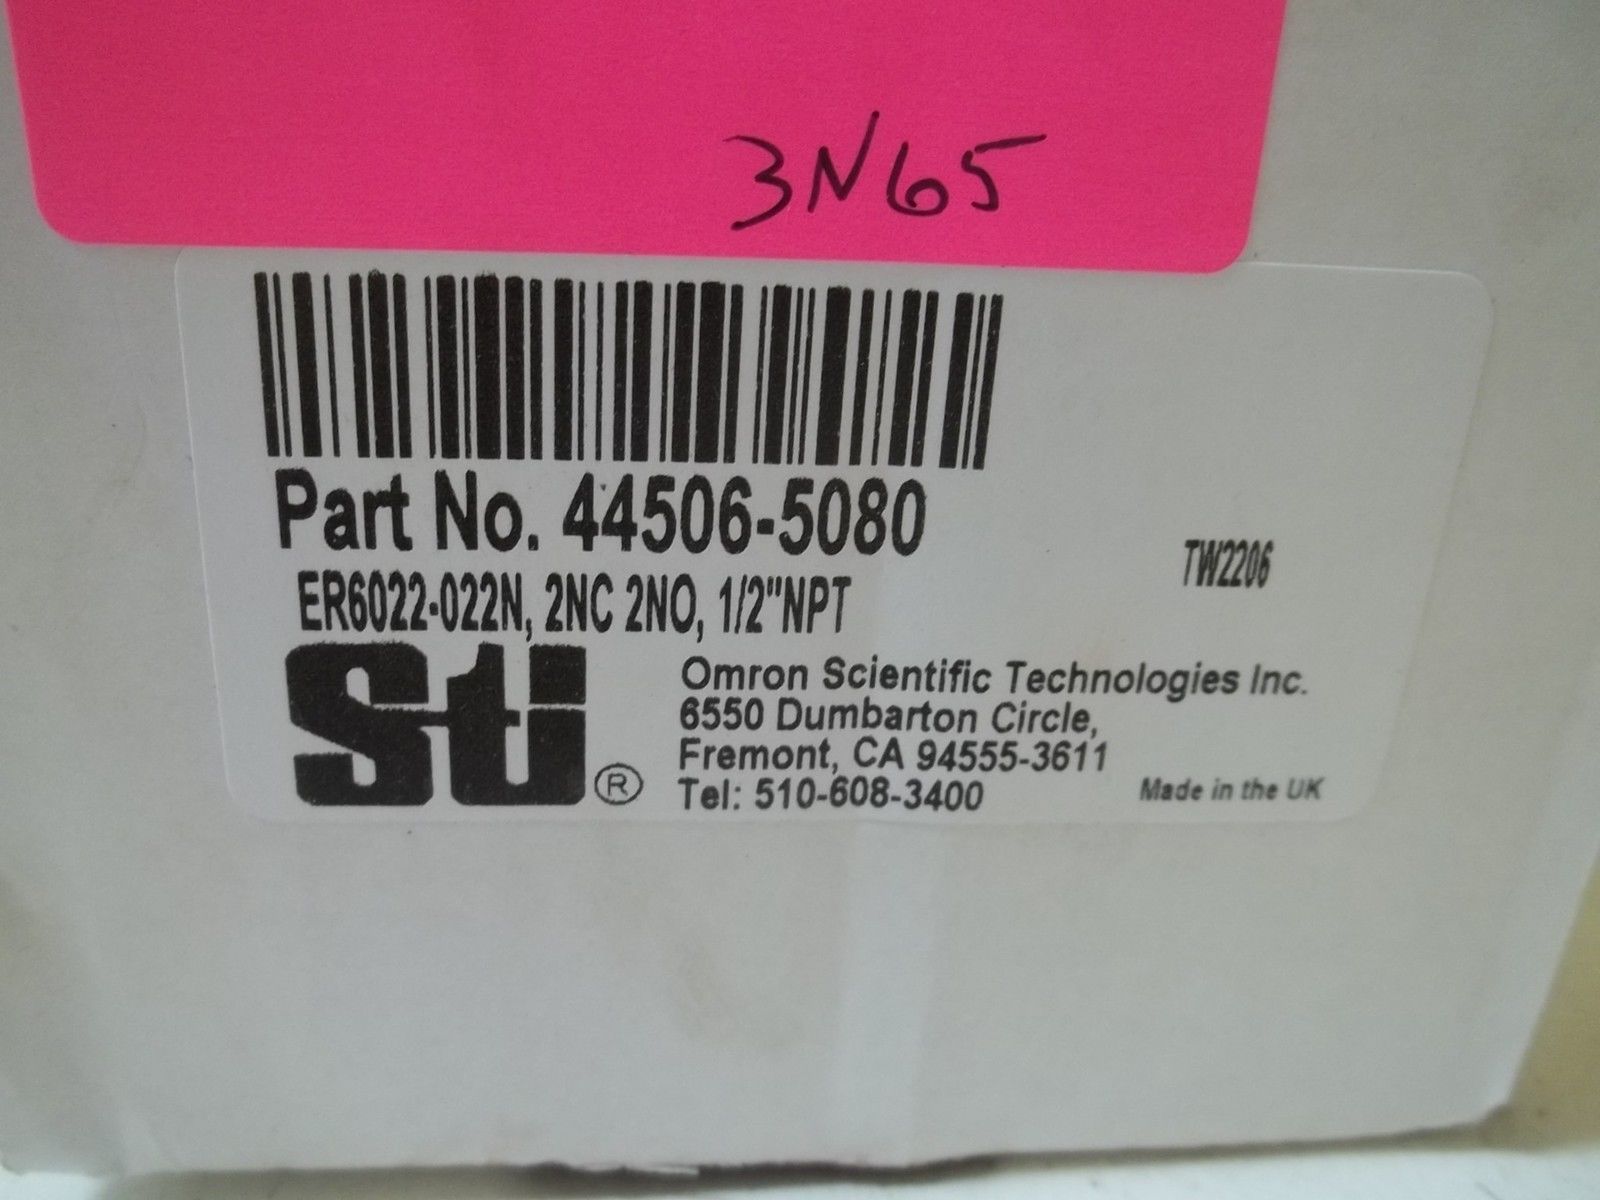 3N65
Part No. 44506-5080
TW2206
ER6022-022N, 2NC 2NO, 1/2"NPT
Sti ®
Omron Scientific Technologies Inc.
6550 Dumbarton Circle,
Fremont, CA 94555-3611
Tel: 510-608-3400
Made in the UK